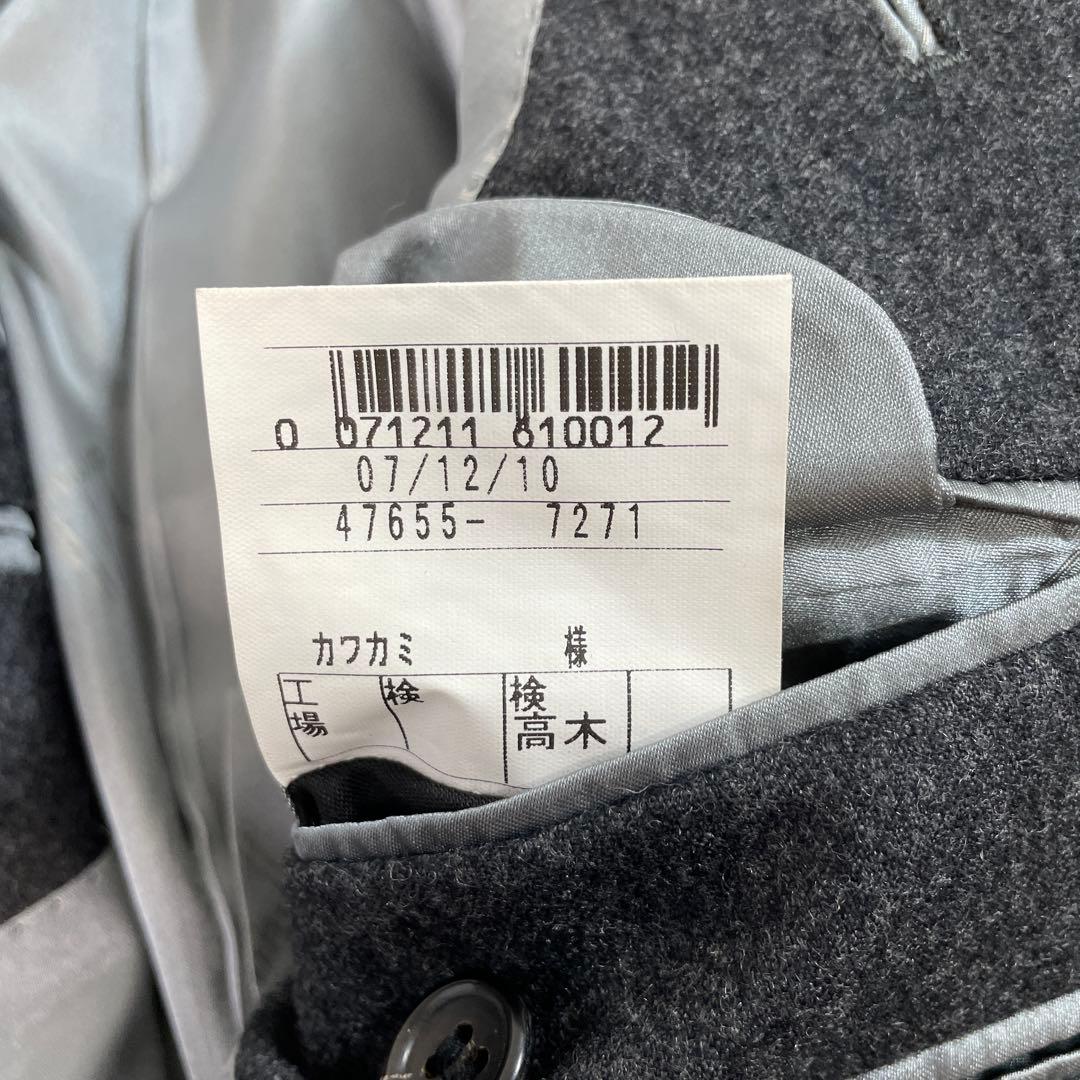 0 071211 610012
07/12/10
47655- 7271
カワカミ 様
工場 検 検
高木